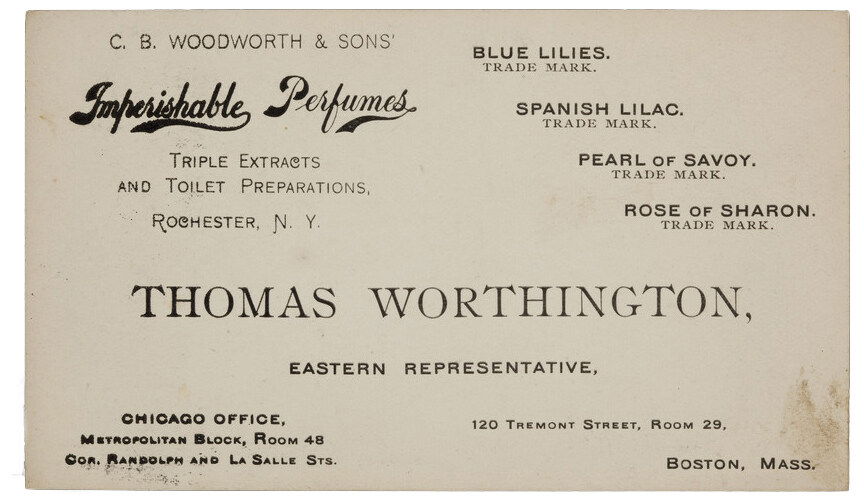 C. B. WOODWORTH & SONS'
Imperishable Perfumes
TRIPLE EXTRACTS
AND TOILET PREPARATIONS,
ROCHESTER, N. Y.
BLUE LILIES.
TRADE MARK.
SPANISH LILAC.
TRADE MARK.
PEARL OF SAVOY.
TRADE MARK.
ROSE OF SHARON.
TRADE MARK.
THOMAS WORTHINGTON,
EASTERN REPRESENTATIVE,
CHICAGO OFFICE,
METROPOLITAN BLOCK, ROOM 48
COR. RANDOLPH AND LA SALLE STS.
120 TREMONT STREET, ROOM 29,
BOSTON, MASS.